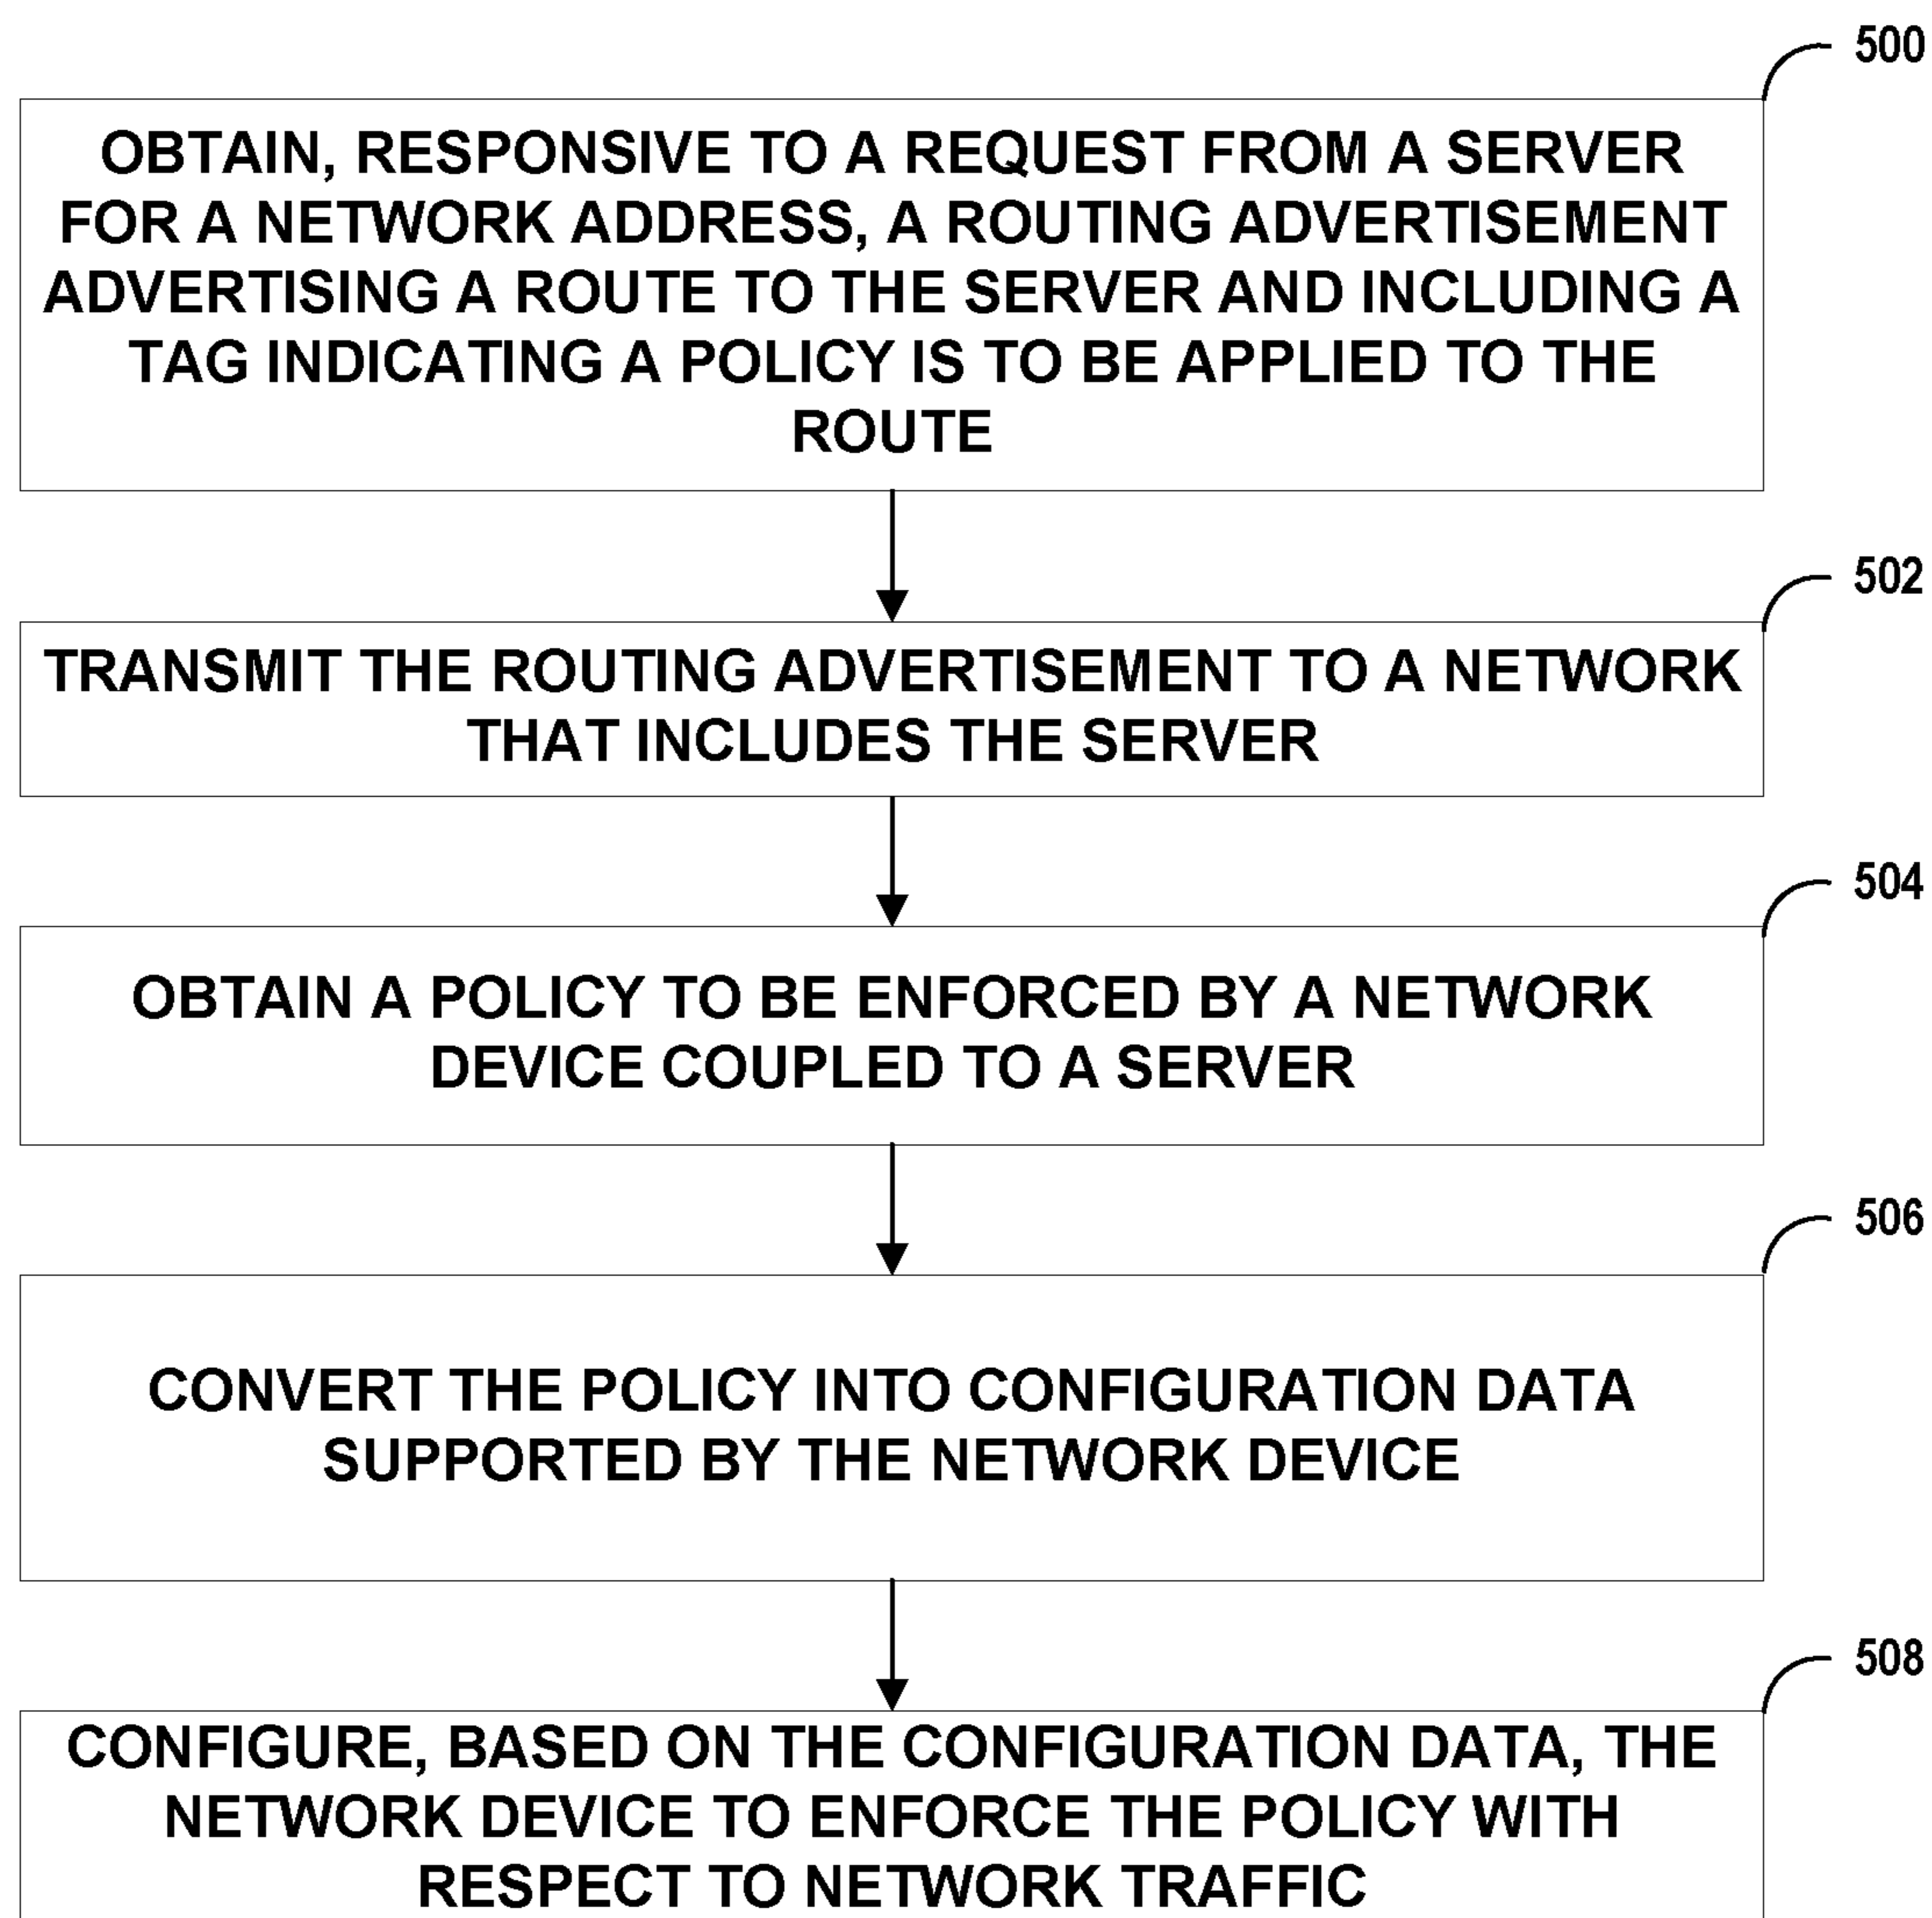 500
OBTAIN, RESPONSIVE TO A REQUEST FROM A SERVER
FOR A NETWORK ADDRESS, A ROUTING ADVERTISEMENT
ADVERTISING A ROUTE TO THE SERVER AND INCLUDING A
TAG INDICATING A POLICY IS TO BE APPLIED TO THE
ROUTE
502
TRANSMIT THE ROUTING ADVERTISEMENT TO A NETWORK
THAT INCLUDES THE SERVER
504
OBTAIN A POLICY TO BE ENFORCED BY A NETWORK
DEVICE COUPLED TO A SERVER
506
CONVERT THE POLICY INTO CONFIGURATION DATA
SUPPORTED BY THE NETWORK DEVICE
508
CONFIGURE, BASED ON THE CONFIGURATION DATA, THE
NETWORK DEVICE TO ENFORCE THE POLICY WITH
RESPECT TO NETWORK TRAFFIC